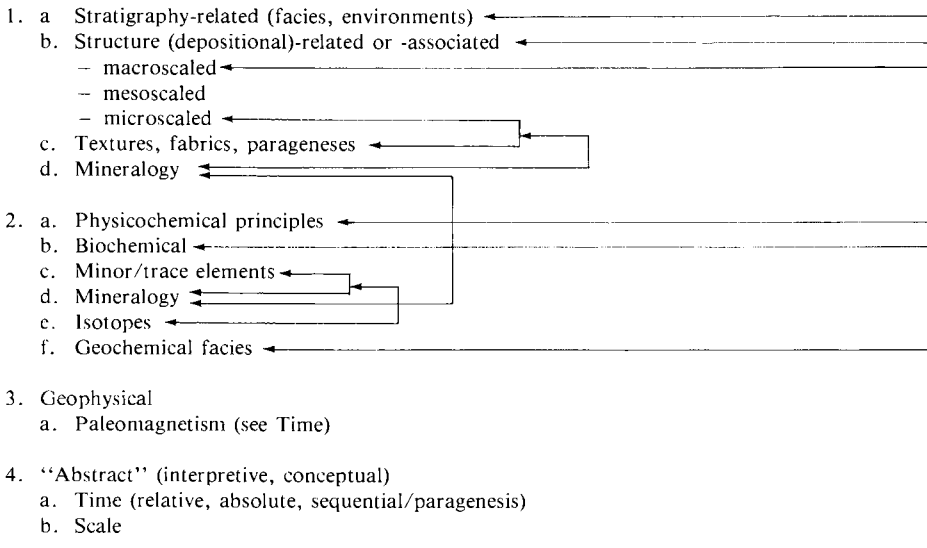 1. a Stratigraphy-related (facies, environments)
b. Structure (depositional)-related or -associated
– macroscaled
– mesoscaled
– microscaled
c. Textures, fabrics, parageneses
d. Mineralogy
2. a. Physicochemical principles
b. Biochemical
c. Minor/trace elements
d. Mineralogy
e. Isotopes
f. Geochemical facies
3. Geophysical
a. Paleomagnetism (see Time)
4. “Abstract” (interpretive, conceptual)
a. Time (relative, absolute, sequential/paragenesis)
b. Scale